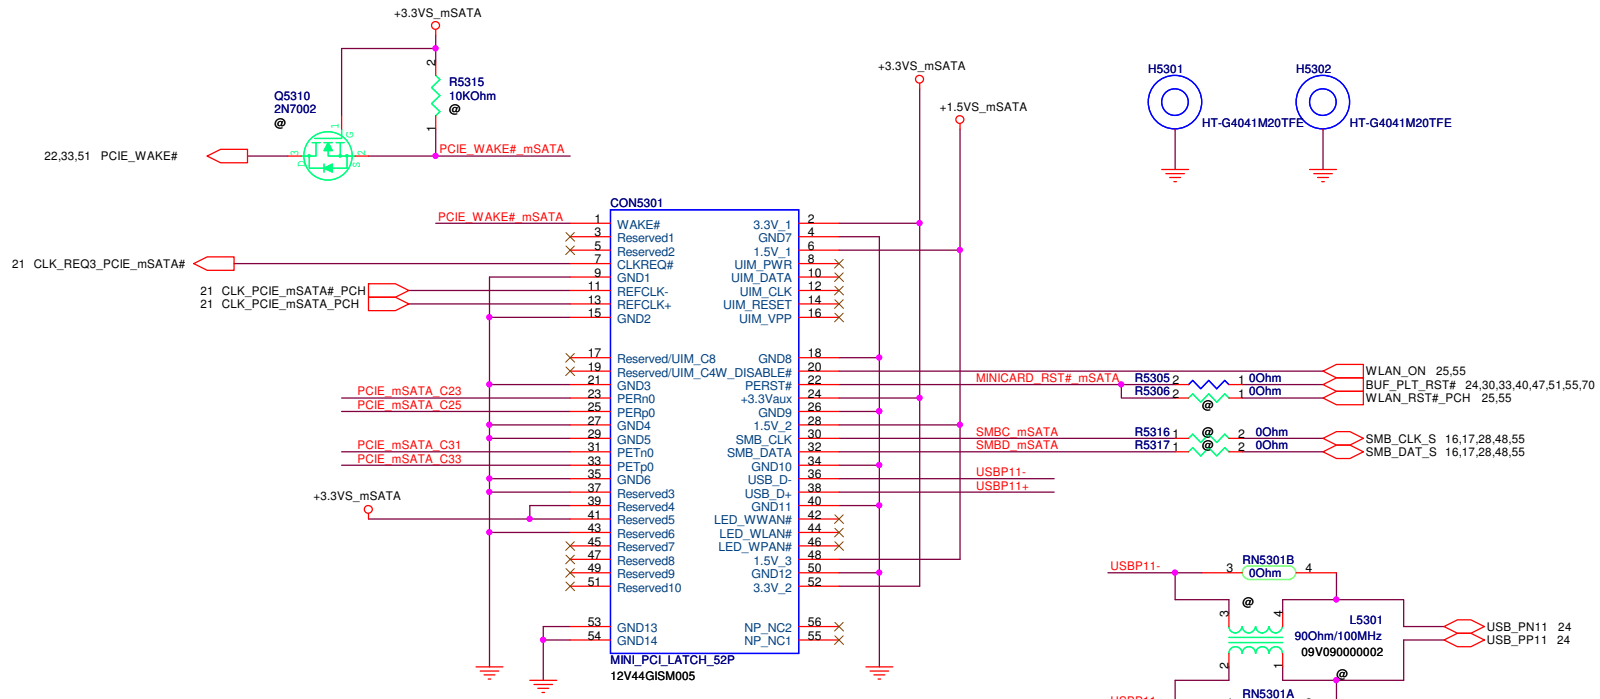 +3.3VS_mSATA
2
R5315
10KOhm
@
1
Q5310
2N7002
@
1
G
3
D
2
S
22,33,51 PCIE_WAKE#
PCIE_WAKE#_mSATA
+3.3VS_mSATA
+1.5VS_mSATA
H5301
HT-G4041M20TFE
H5302
HT-G4041M20TFE
CON5301
PCIE_WAKE#_mSATA 1 WAKE# 3.3V_1 2
3 Reserved1 GND7 4
5 Reserved2 1.5V_1 6
21 CLK_REQ3_PCIE_mSATA# 7 CLKREQ# UIM_PWR 8
9 GND1 UIM_DATA 10
21 CLK_PCIE_mSATA#_PCH 11 REFCLK- UIM_CLK 12
21 CLK_PCIE_mSATA_PCH 13 REFCLK+ UIM_RESET 14
15 GND2 UIM_VPP 16
17 Reserved/UIM_C8 GND8 18
19 Reserved/UIM_C4 W_DISABLE# 20 WLAN_ON 25,55
21 GND3 PERST# 22 MINICARD_RST#_mSATA R5305 2 1 0Ohm BUF_PLT_RST# 24,30,33,40,47,51,55,70
PCIE_mSATA_C23 23 PERn0 +3.3Vaux 24 R5306 2 @ 1 0Ohm WLAN_RST#_PCH 25,55
PCIE_mSATA_C25 25 PERp0 GND9 26
27 GND4 1.5V_2 28
29 GND5 SMB_CLK 30 SMBC_mSATA R5316 1 @ 2 0Ohm SMB_CLK_S 16,17,28,48,55
PCIE_mSATA_C31 31 PETn0 SMB_DATA 32 SMBD_mSATA R5317 1 @ 2 0Ohm SMB_DAT_S 16,17,28,48,55
PCIE_mSATA_C33 33 PETp0 GND10 34
35 GND6 USB_D- 36 USBP11-
37 Reserved3 USB_D+ 38 USBP11+
+3.3VS_mSATA
39 Reserved4 GND11 40
41 Reserved5 LED_WWAN# 42
43 Reserved6 LED_WLAN# 44
45 Reserved7 LED_WPAN# 46
47 Reserved8 1.5V_3 48
49 Reserved9 GND12 50
51 Reserved10 3.3V_2 52
53 GND13 NP_NC2 56
54 GND14 NP_NC1 55
MINI_PCI_LATCH_52P
12V44GISM005
RN5301B
USBP11- 3 0Ohm 4
@
3 4
L5301
90Ohm/100MHz
09V090000002
USB_PN11 24
USB_PP11 24
2 1
@
RN5301A